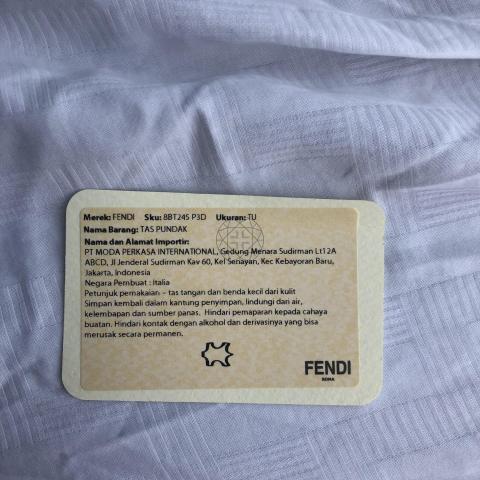 Merek: FENDI Sku: 8BT245 P3D Ukuran: TU
Nama Barang: TAS PUNDAK
Nama dan Alamat Importir:
PT MODA PERKASA INTERNATIONAL, Gedung Menara Sudirman Lt12A
ABCD, Jl Jenderal Sudirman Kav 60, Kel Senayan, Kec Kebayoran Baru,
Jakarta, Indonesia
Negara Pembuat : Italia
Petunjuk pemakaian – tas tangan dan benda kecil dari kulit
Simpan kembali dalam kantung penyimpan, lindungi dari air,
kelembapan dan sumber panas. Hindari pemaparan kepada cahaya
buatan. Hindari kontak dengan alkohol dan derivasinya yang bisa
merusak secara permanen.
FENDI
ROMA